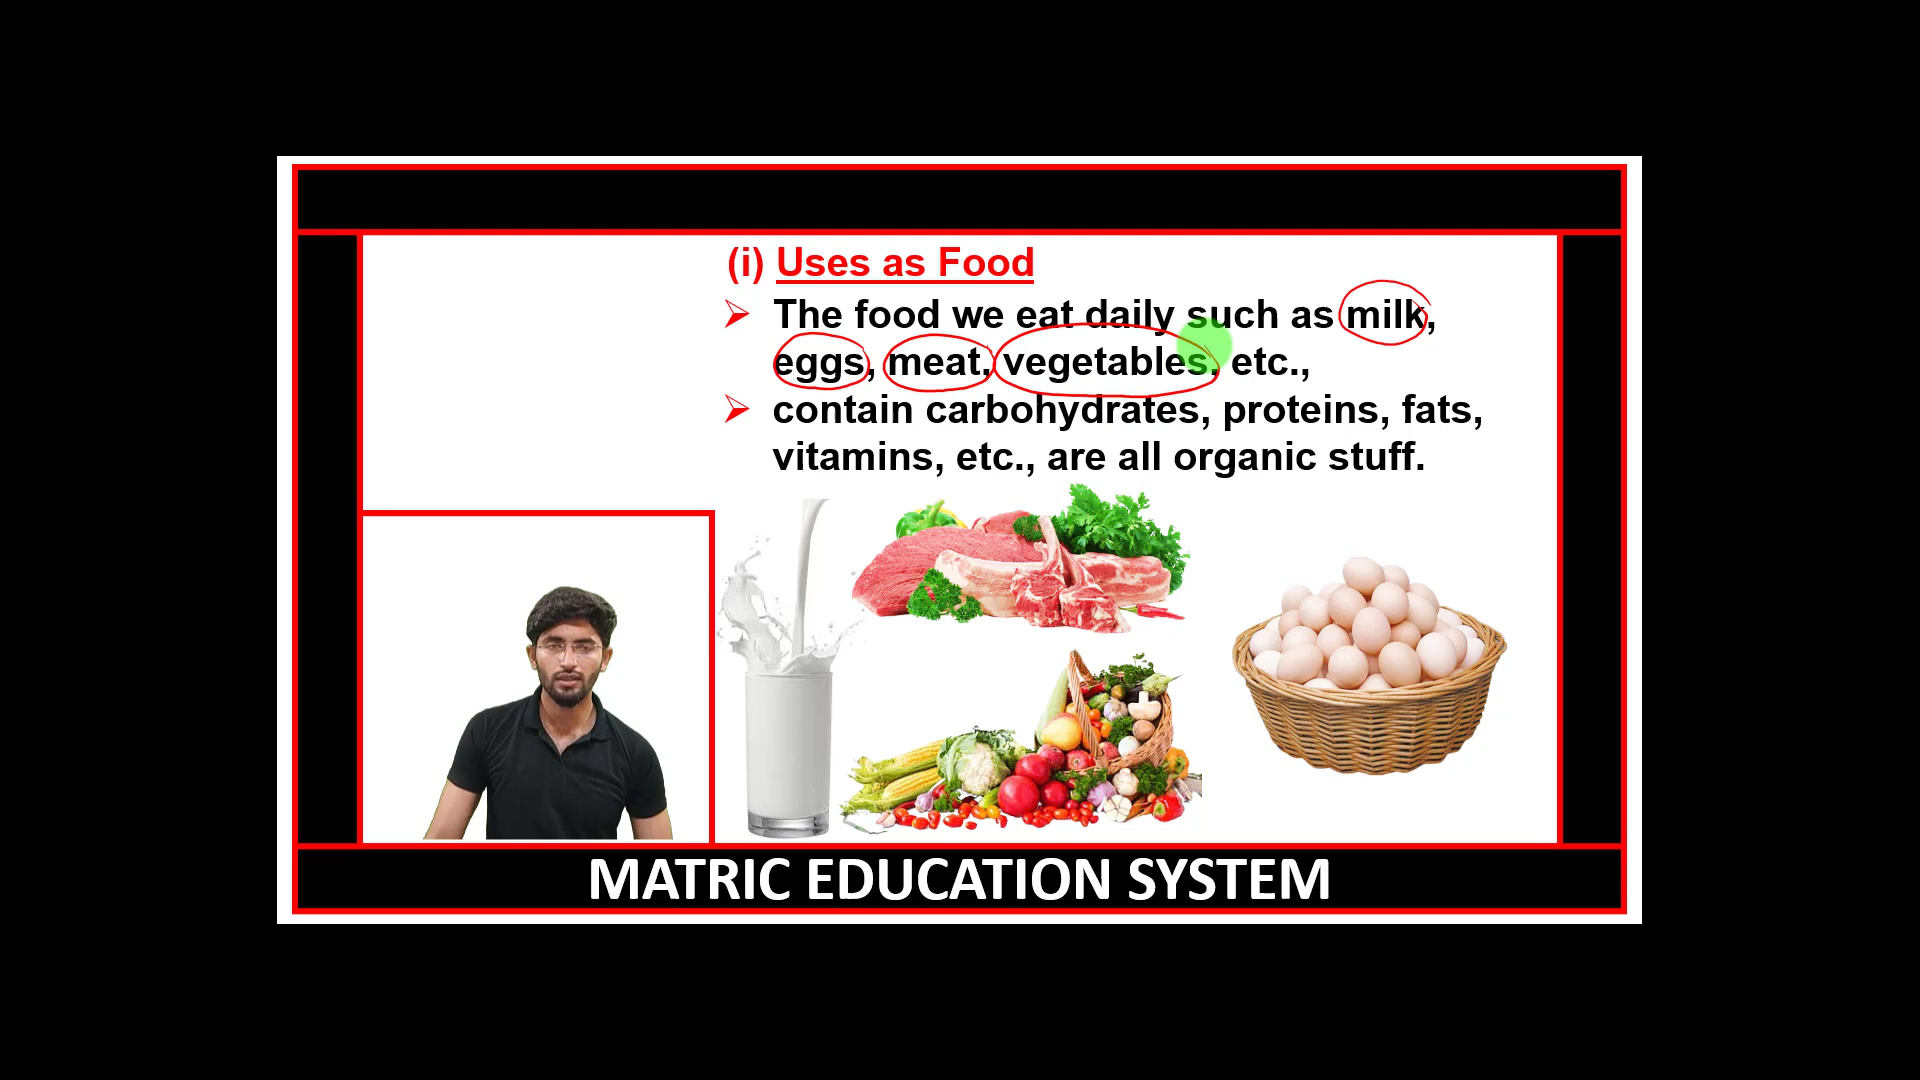 (i) Uses as Food
The food we eat daily such as milk,
eggs, meat, vegetables, etc.,
contain carbohydrates, proteins, fats,
vitamins, etc., are all organic stuff.
MATRIC EDUCATION SYSTEM